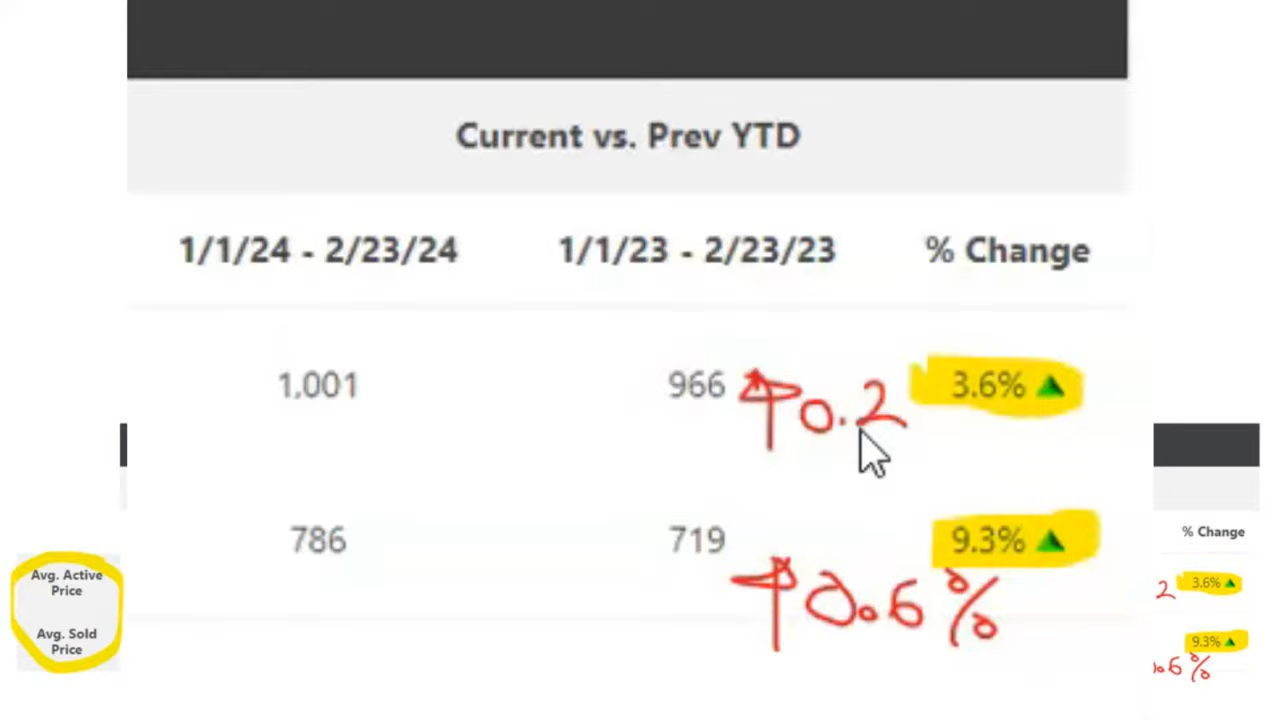 Current vs. Prev YTD
1/1/24 - 2/23/24 1/1/23 - 2/23/23 % Change
1,001 966 0.2 3.6%
786 719 9.3%
0.6%
Avg. Active
Price
Avg. Sold
Price
% Change
2 3.6%
9.3%
.6%